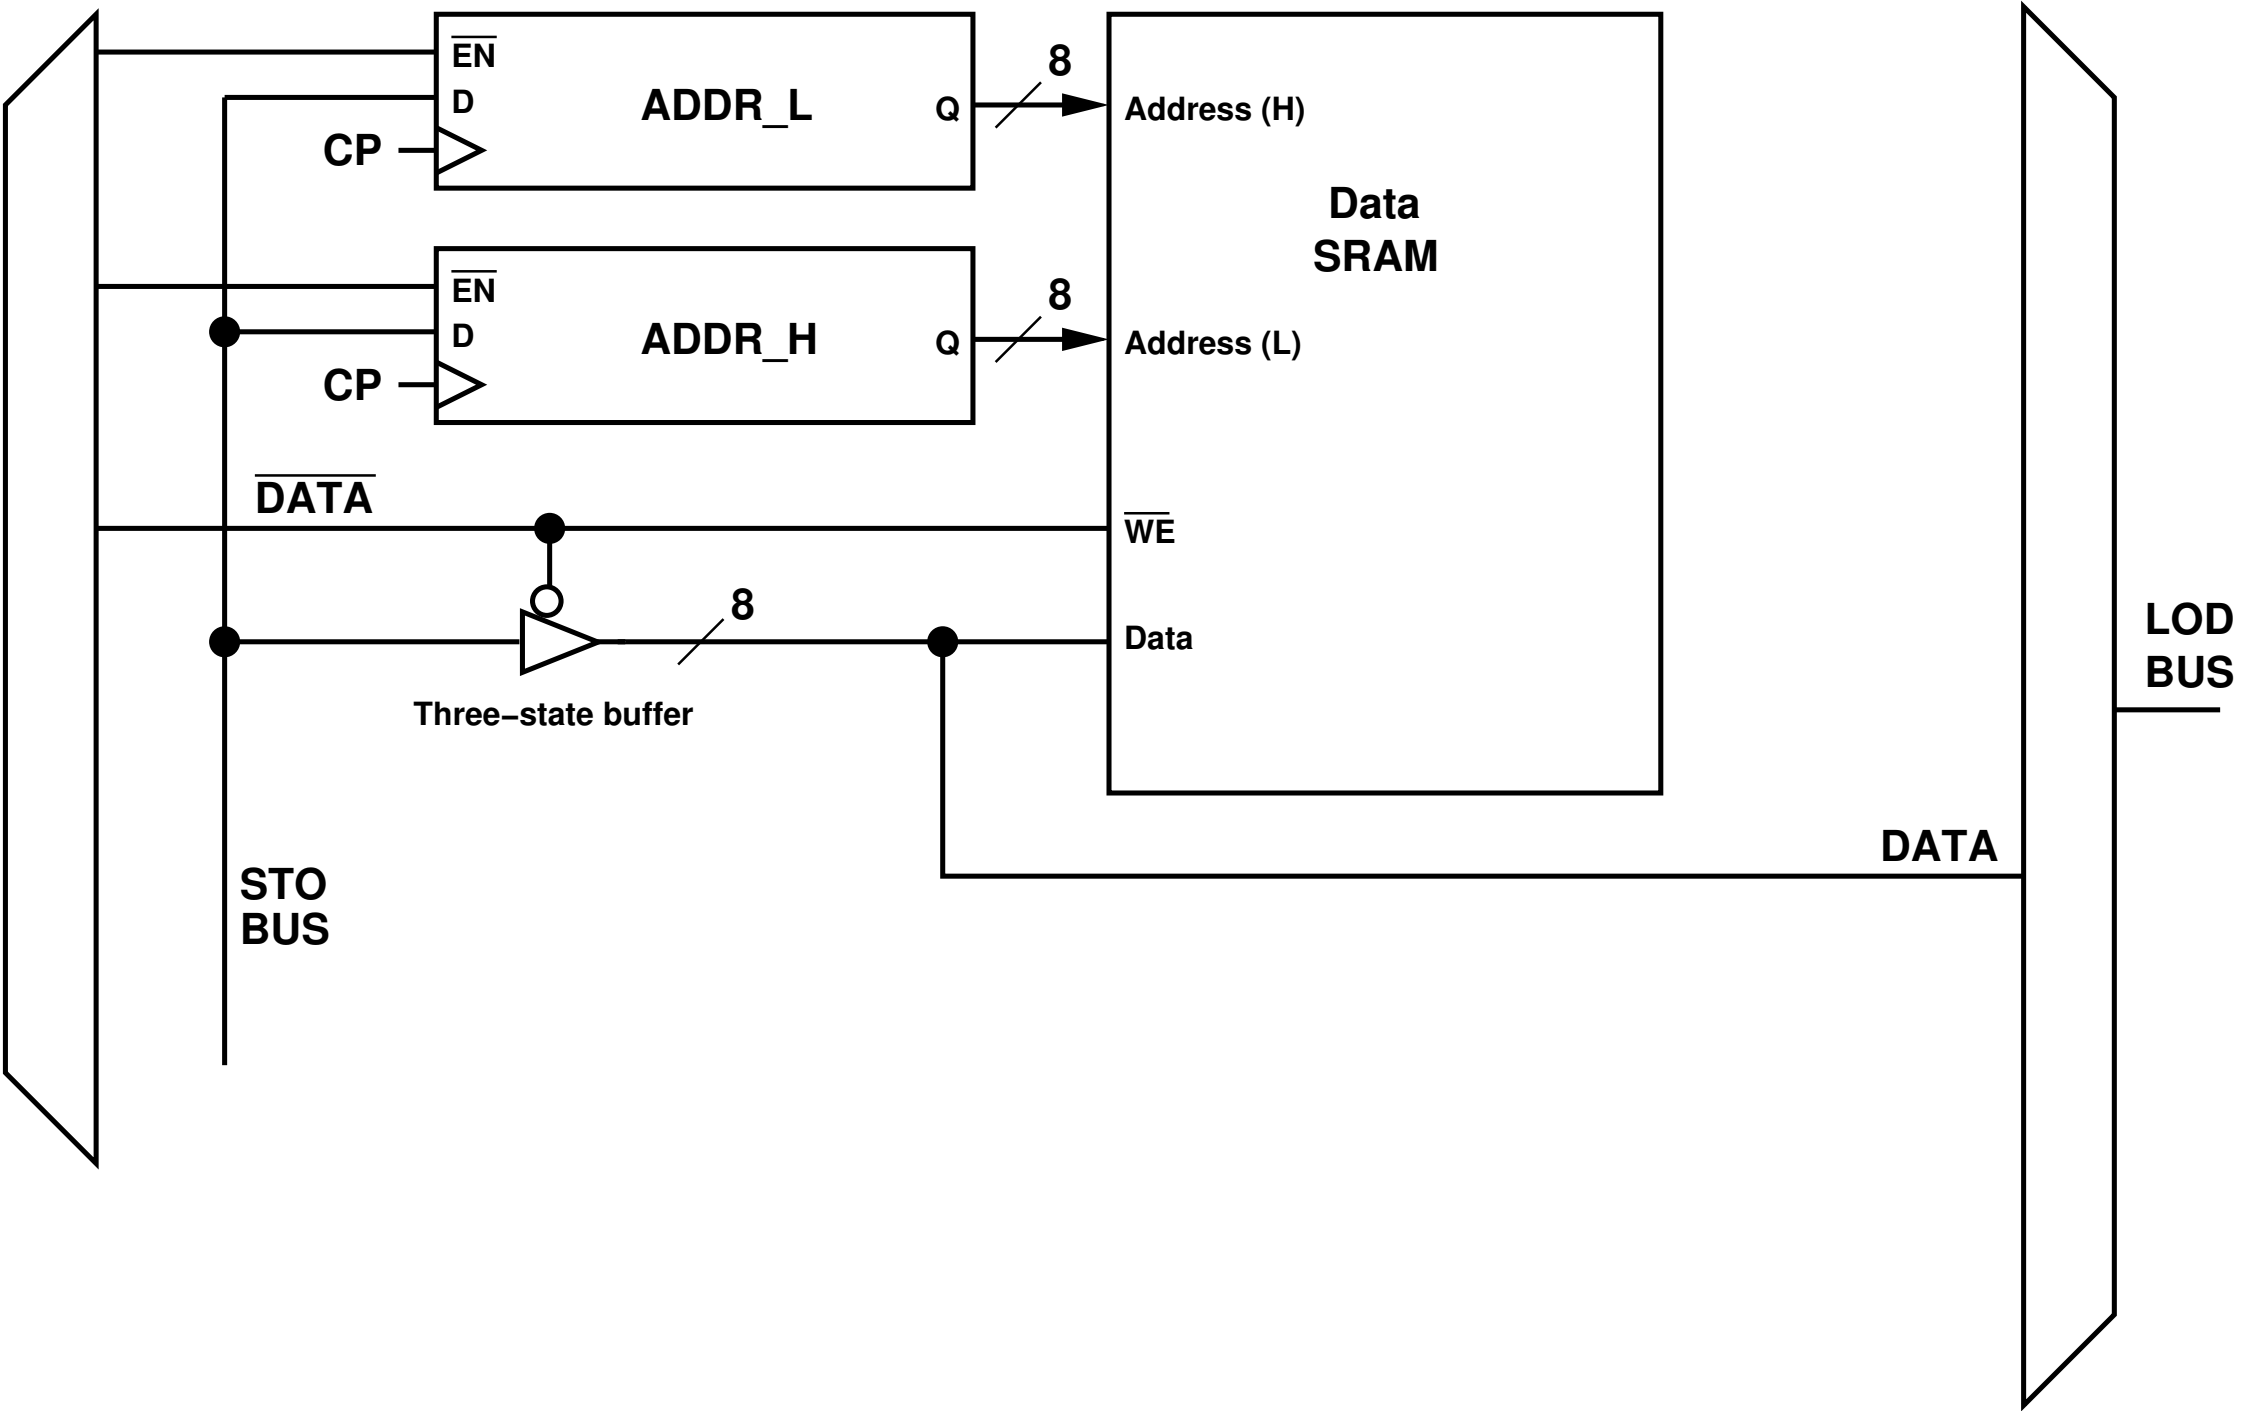 EN
D
CP
ADDR_L
Q
8
Address (H)
Data
SRAM
EN
D
CP
ADDR_H
Q
8
Address (L)
DATA
WE
8
Data
Three-state buffer
LOD
BUS
DATA
STO
BUS